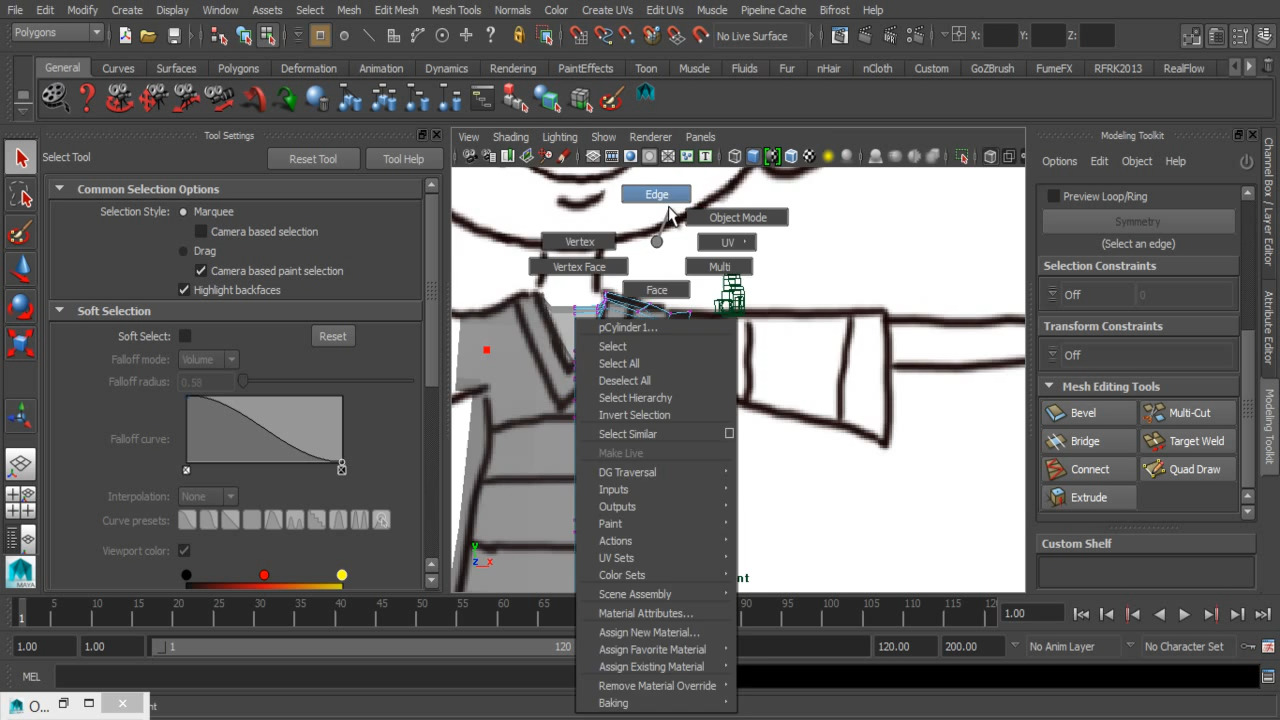 File Edit Modify Create Display Window Assets Select Mesh Edit Mesh Mesh Tools Normals Color Create UVs Edit UVs Muscle Pipeline Cache Bifrost Help
Polygons No Live Surface X: Y: Z:
General Curves Surfaces Polygons Deformation Animation Dynamics Rendering PaintEffects Toon Muscle Fluids Fur nHair nCloth Custom GoZBrush FumeFX RFRK2013 RealFlow
Tool Settings
Select Tool Reset Tool Tool Help
Common Selection Options
Selection Style: Marquee
Camera based selection
Drag
Camera based paint selection
Highlight backfaces
Soft Selection
Soft Select: Reset
Falloff mode: Volume
Falloff radius: 0.58
Falloff curve:
Interpolation: None
Curve presets:
Viewport color:
View Shading Lighting Show Renderer Panels
Edge
Object Mode
Vertex UV
Vertex Face Multi
Face
pCylinder1...
Select
Select All
Deselect All
Select Hierarchy
Invert Selection
Select Similar
Make Live
DG Traversal
Inputs
Outputs
Paint
Actions
UV Sets
Color Sets
Scene Assembly
Material Attributes...
Assign New Material...
Assign Favorite Material
Assign Existing Material
Remove Material Override
Baking
y
z x
nt
Modeling Toolkit
Options Edit Object Help
Preview Loop/Ring
Symmetry
(Select an edge)
Selection Constraints
Off 0
Transform Constraints
Off
Mesh Editing Tools
Bevel Multi-Cut
Bridge Target Weld
Connect Quad Draw
Extrude
Custom Shelf
Channel Box / Layer Editor
Attribute Editor
Modeling Toolkit
1 5 10 15 20 25 30 35 40 45 50 55 60 65 90 95 100 105 110 115 12 1.00
1.00 1.00 1 120 120.00 200.00 No Anim Layer No Character Set
MEL
O... nt